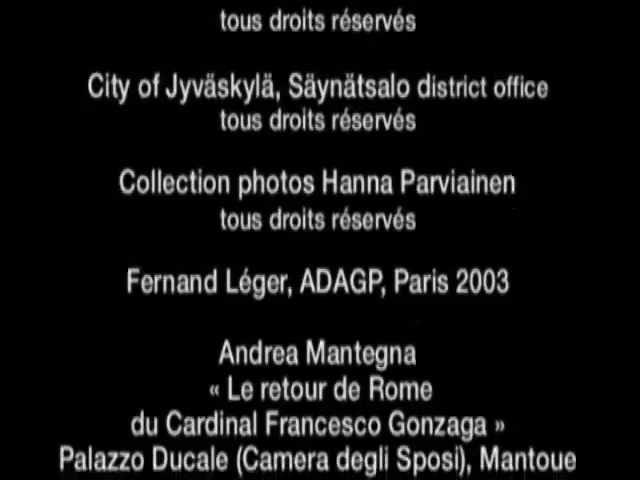 tous droits réservés
City of Jyväskylä, Säynätsalo district office
tous droits réservés
Collection photos Hanna Parviainen
tous droits réservés
Fernand Léger, ADAGP, Paris 2003
Andrea Mantegna
« Le retour de Rome
du Cardinal Francesco Gonzaga »
Palazzo Ducale (Camera degli Sposi), Mantoue